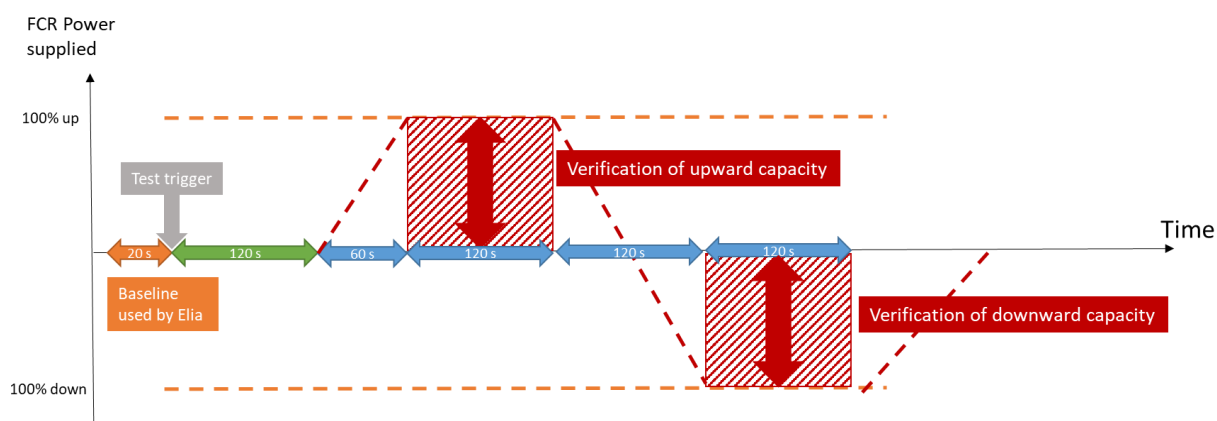 FCR Power
supplied
100% up
Test trigger
Verification of upward capacity
Time
20 s
120 s
60 s
120 s
120 s
120 s
Baseline
used by Elia
Verification of downward capacity
100% down